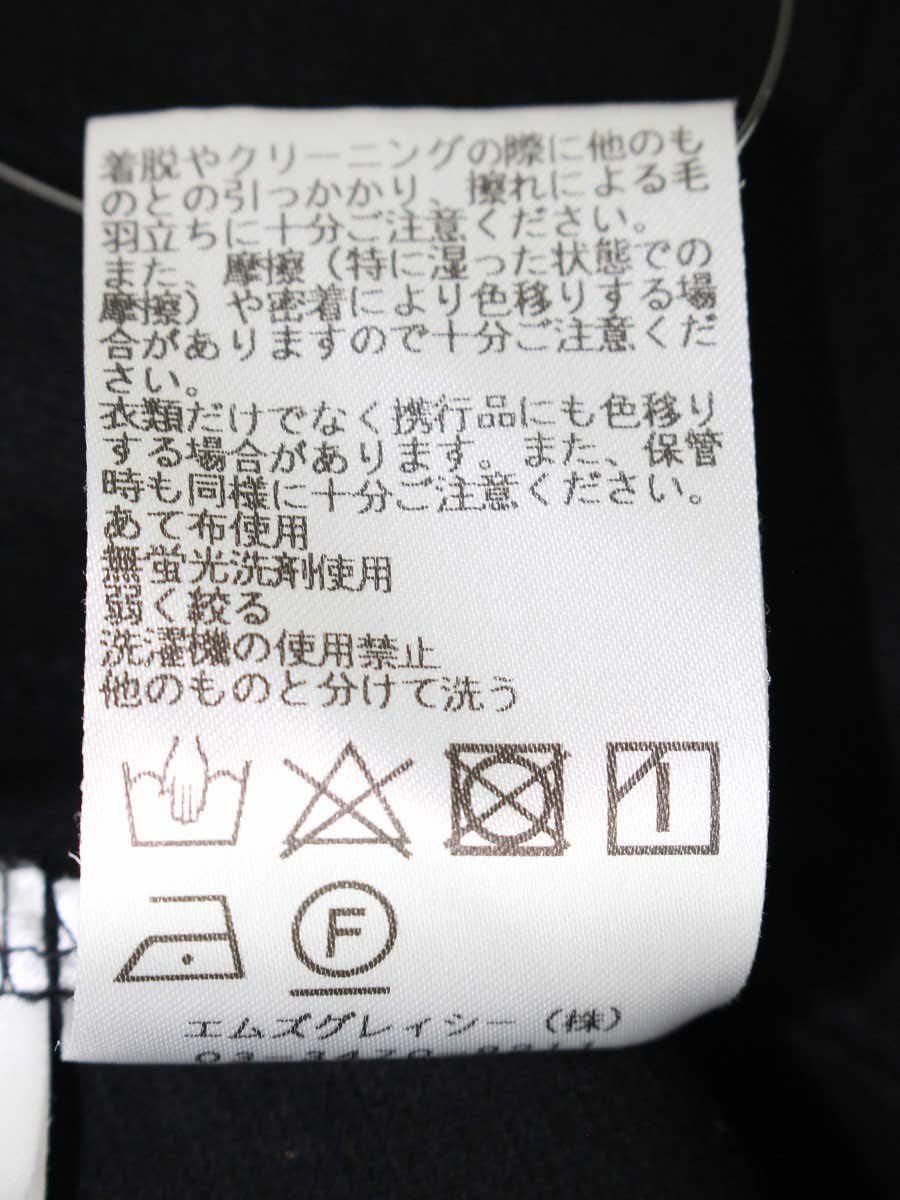 着脱やクリーニングの際に他のも
のとの引っかかり、擦れによる毛
羽立ちに十分ご注意ください。
また、摩擦（特に湿った状態での
摩擦）や密着により色移りする場
合がありますので十分ご注意くだ
さい。
衣類だけでなく携行品にも色移り
する場合があります。また、保管
時も同様に十分ご注意ください。
あて布使用
無蛍光洗剤使用
弱く絞る
洗濯機の使用禁止
他のものと分けて洗う
F
エムズグレイシー（株）